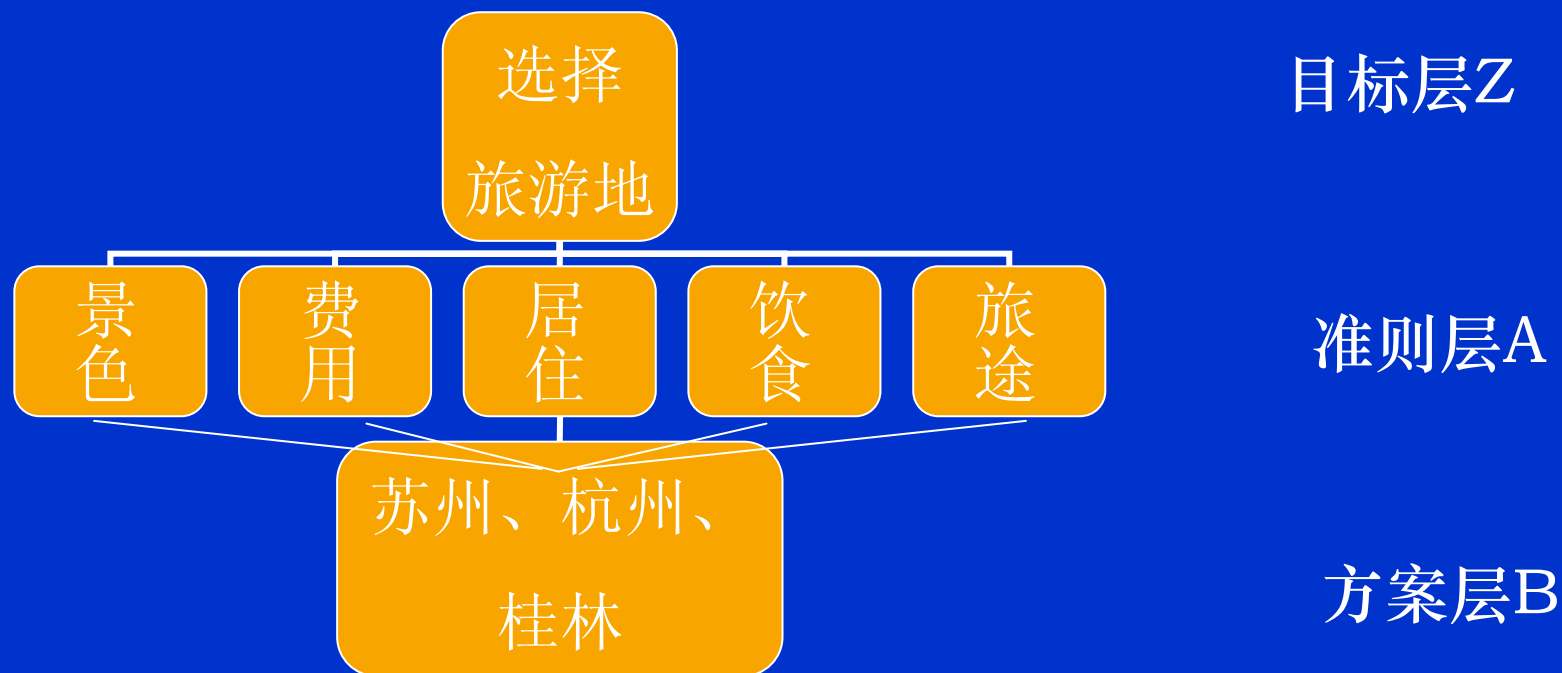 选择
旅游地
目标层Z
景色
费用
居住
饮食
旅途
准则层A
苏州、杭州、
桂林
方案层B